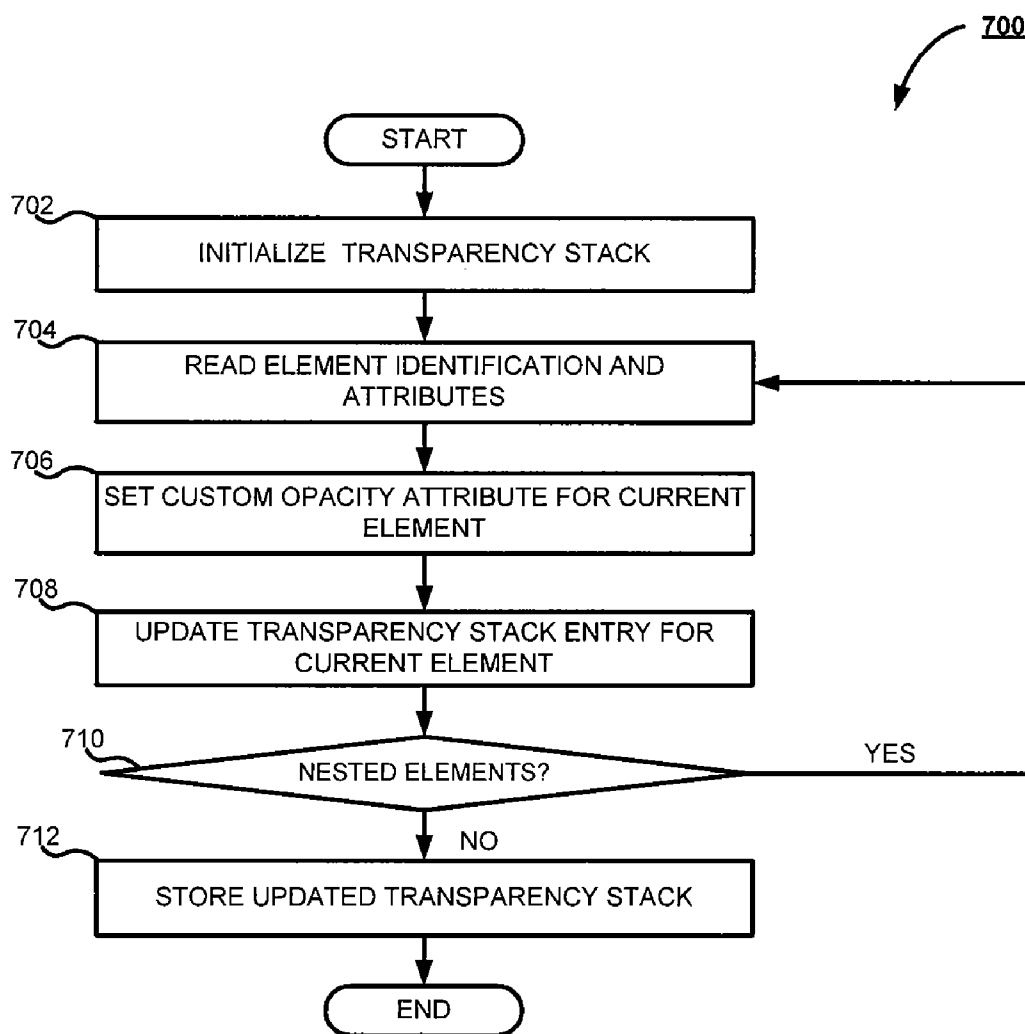 700
START
702
INITIALIZE TRANSPARENCY STACK
704
READ ELEMENT IDENTIFICATION AND
ATTRIBUTES
706
SET CUSTOM OPACITY ATTRIBUTE FOR CURRENT
ELEMENT
708
UPDATE TRANSPARENCY STACK ENTRY FOR
CURRENT ELEMENT
710
NESTED ELEMENTS?
YES
NO
712
STORE UPDATED TRANSPARENCY STACK
END